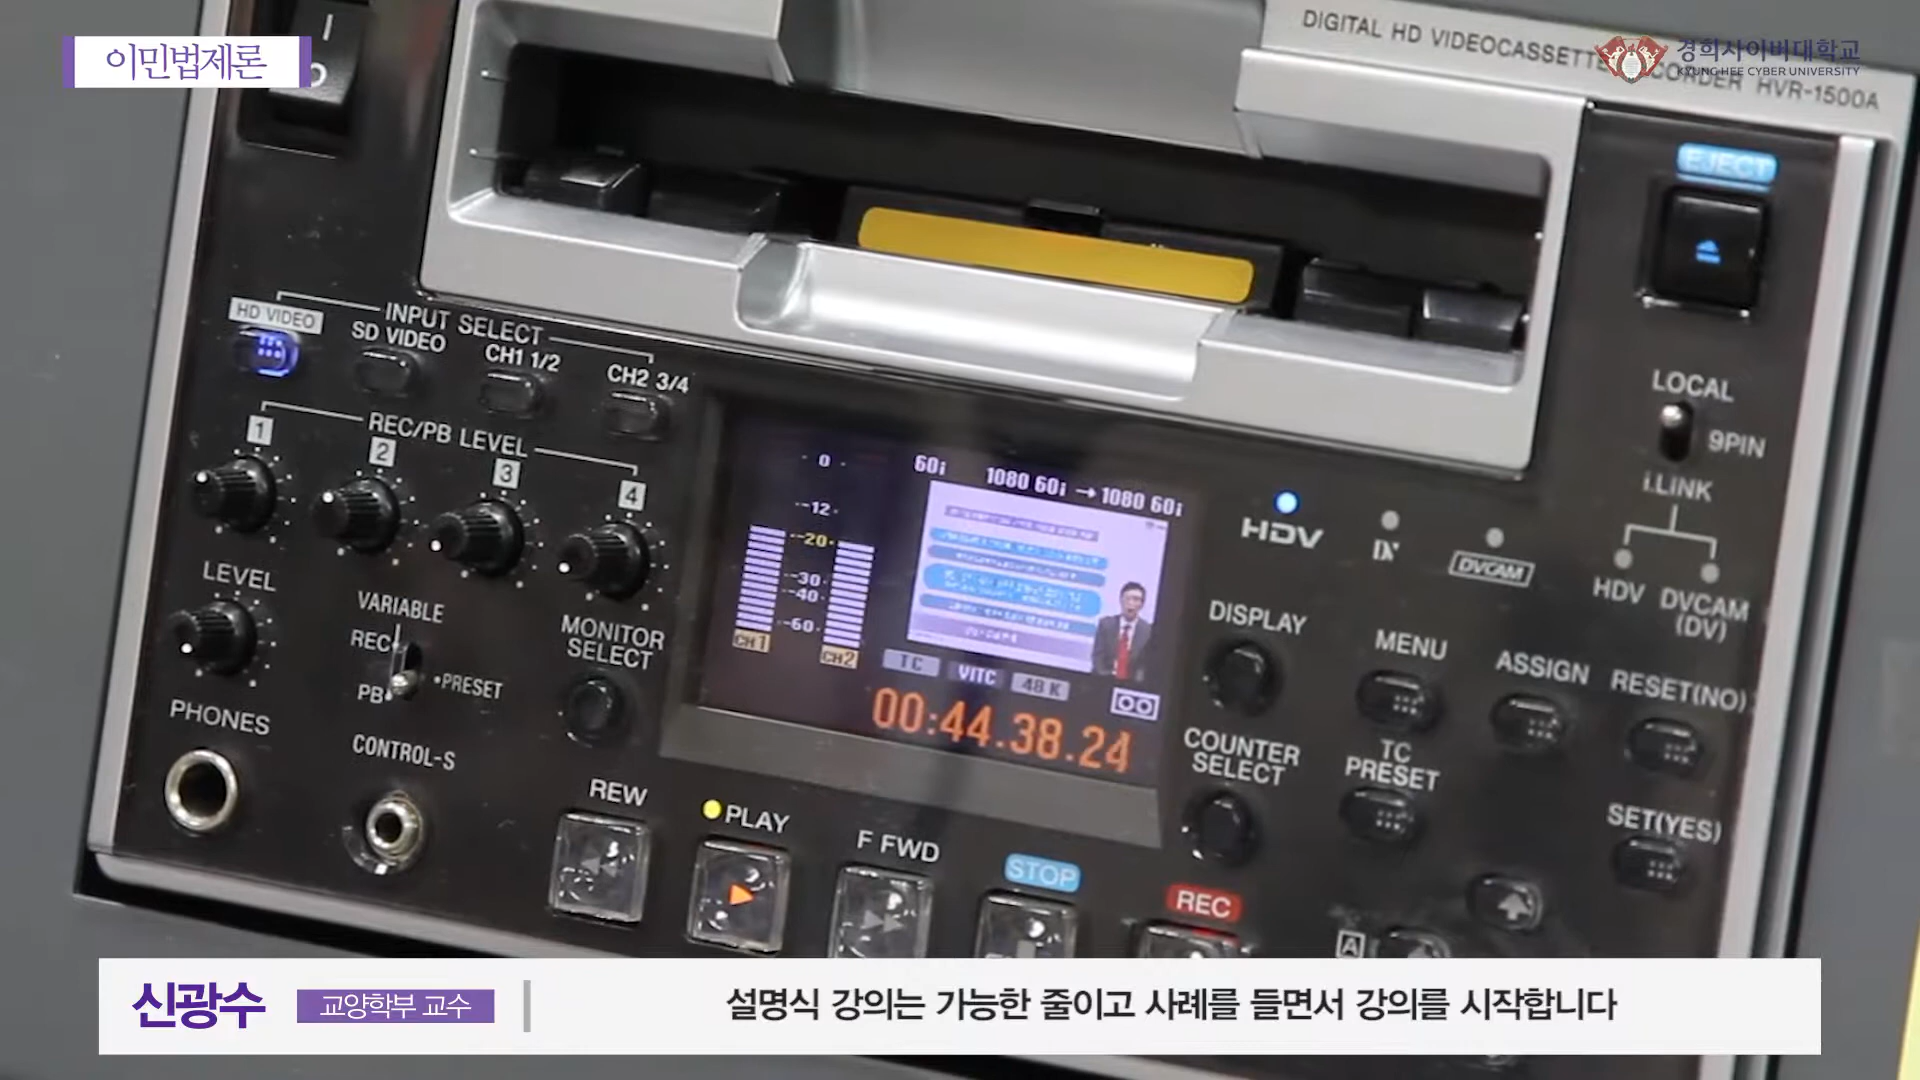 이민법제론
경희사이버대학교
KYUNG HEE CYBER UNIVERSITY
DIGITAL HD VIDEOCASSETTE RECORDER HVR-1500A
EJECT
LOCAL
9PIN
i.LINK
HDV
DVCAM
(DV)
INPUT SELECT
HD VIDEO
SD VIDEO
CH1 1/2
CH2 3/4
REC/PB LEVEL
1
2
3
4
LEVEL
VARIABLE
REC
PB
PRESET
MONITOR
SELECT
PHONES
CONTROL-S
0
-12
-20
-30
-40
-60
CH1
CH2
60i
1080 60i → 1080 60i
TC
VITC
48 K
00:44.38.24
HDV
DV
DVCAM
DISPLAY
MENU
ASSIGN
RESET(NO)
COUNTER
SELECT
TC
PRESET
SET(YES)
REW
PLAY
F FWD
STOP
REC
A
신광수
교양학부 교수
설명식 강의는 가능한 줄이고 사례를 들면서 강의를 시작합니다